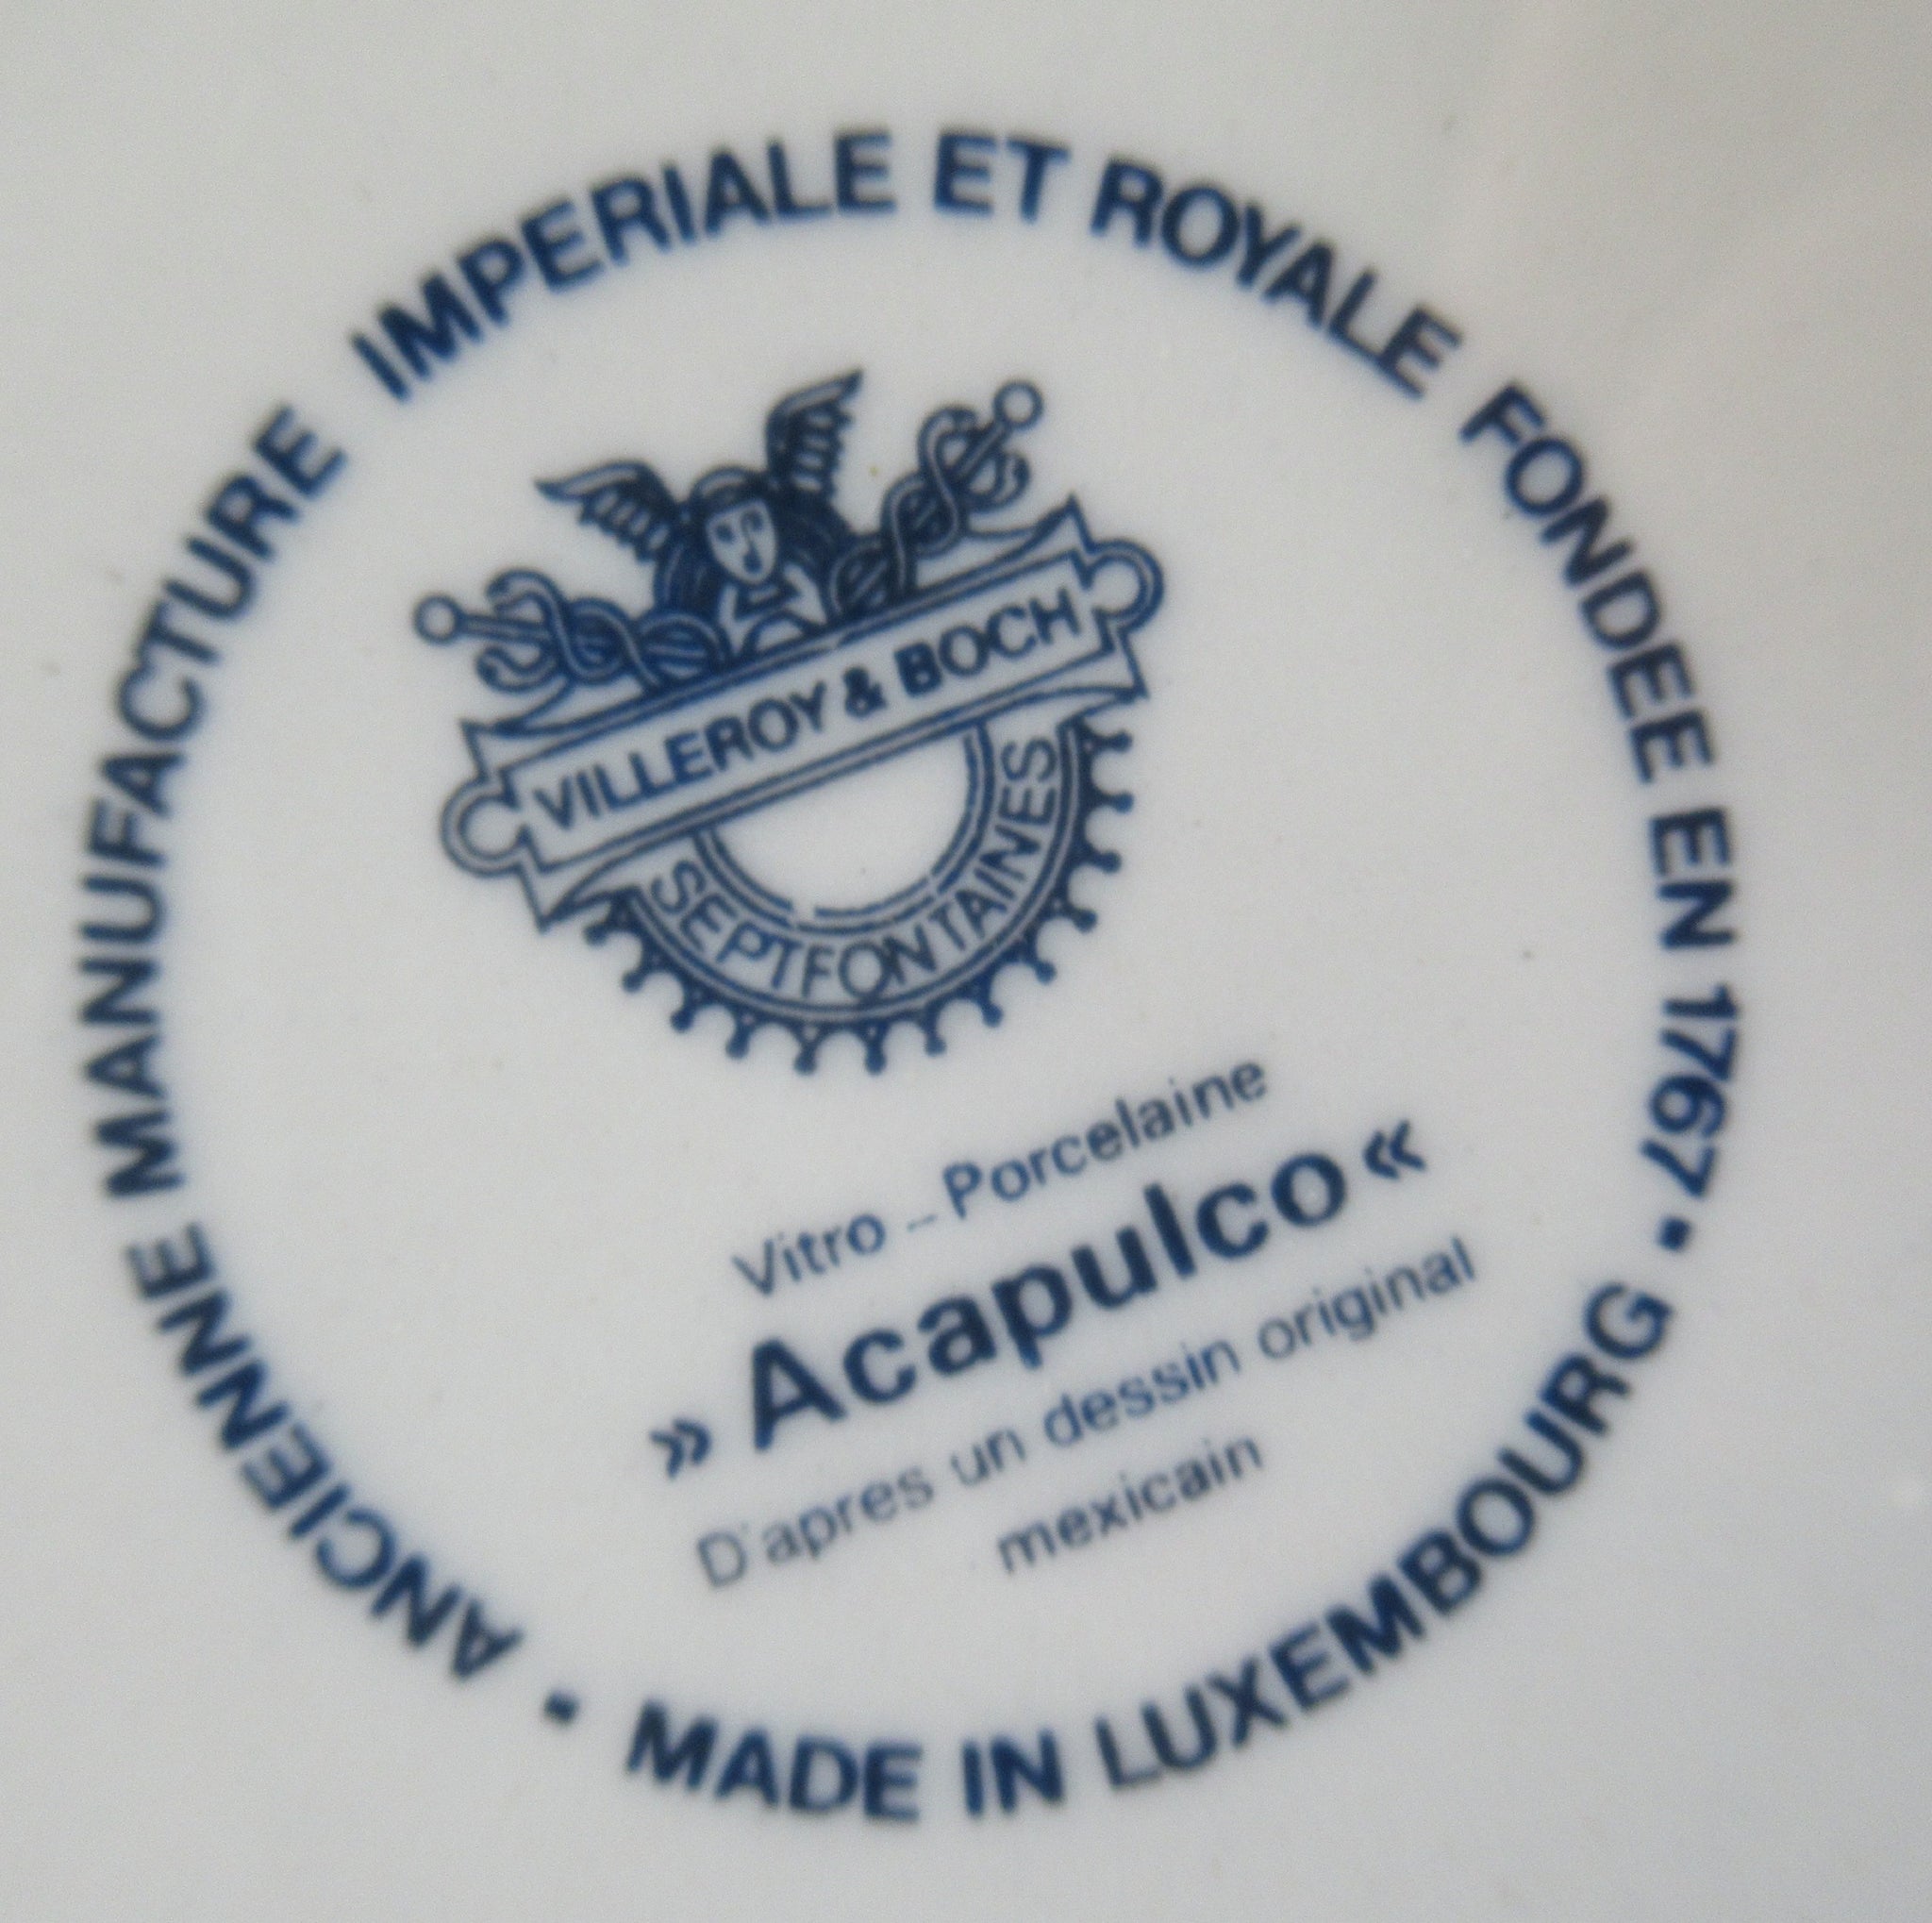 ANCIENNE MANUFACTURE IMPERIALE ET ROYALE FONDEE EN 1767 • MADE IN LUXEMBOURG •
VILLEROY & BOCH
SEPTFONTAINES
Vitro - Porcelaine
»Acapulco«
D'apres un dessin original
mexicain